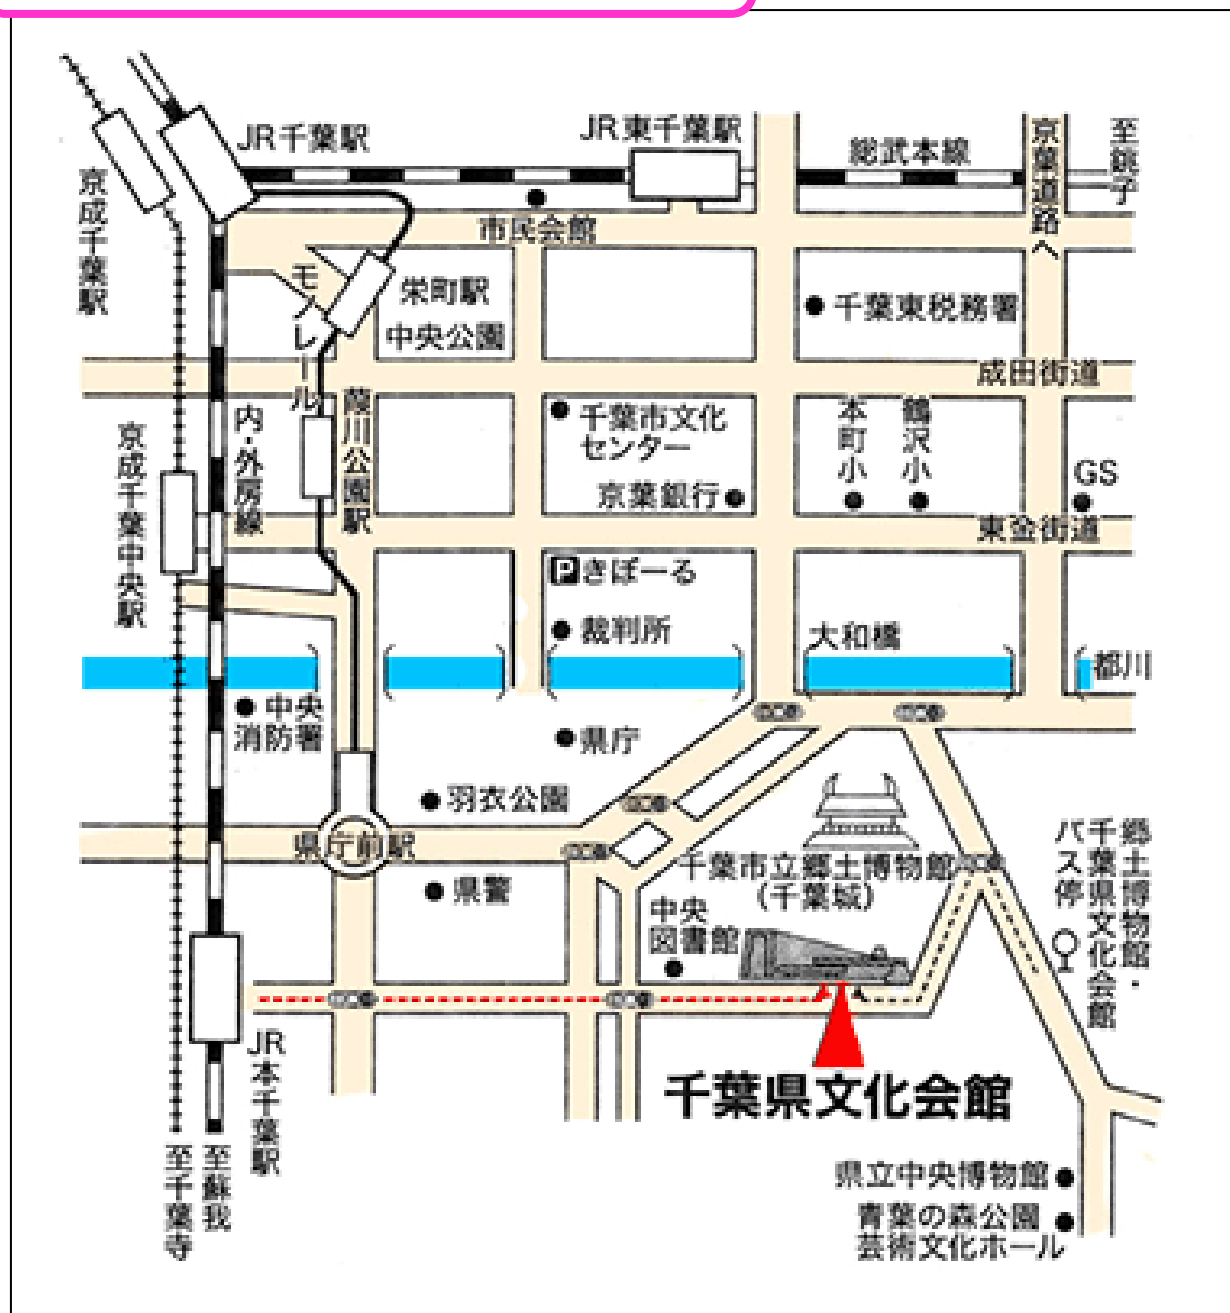 JR千葉駅
JR東千葉駅
総武本線
京葉道路へ
至銚子
京成千葉駅
市民会館
モノレール
栄町駅
中央公園
千葉東税務署
成田街道
葭川公園駅
内・外房線
京成千葉中央駅
千葉市文化
センター
京葉銀行
本町小
鶴沢小
GS
東金街道
P きぼーる
裁判所
大和橋
都川
中央
消防署
県庁
羽衣公園
県庁前駅
県警
千葉市立郷土博物館
(千葉城)
中央
図書館
郷土博物館・
千葉県文化会館
バス停
JR本千葉駅
千葉県文化会館
至千葉寺
至蘇我
県立中央博物館
青葉の森公園
芸術文化ホール